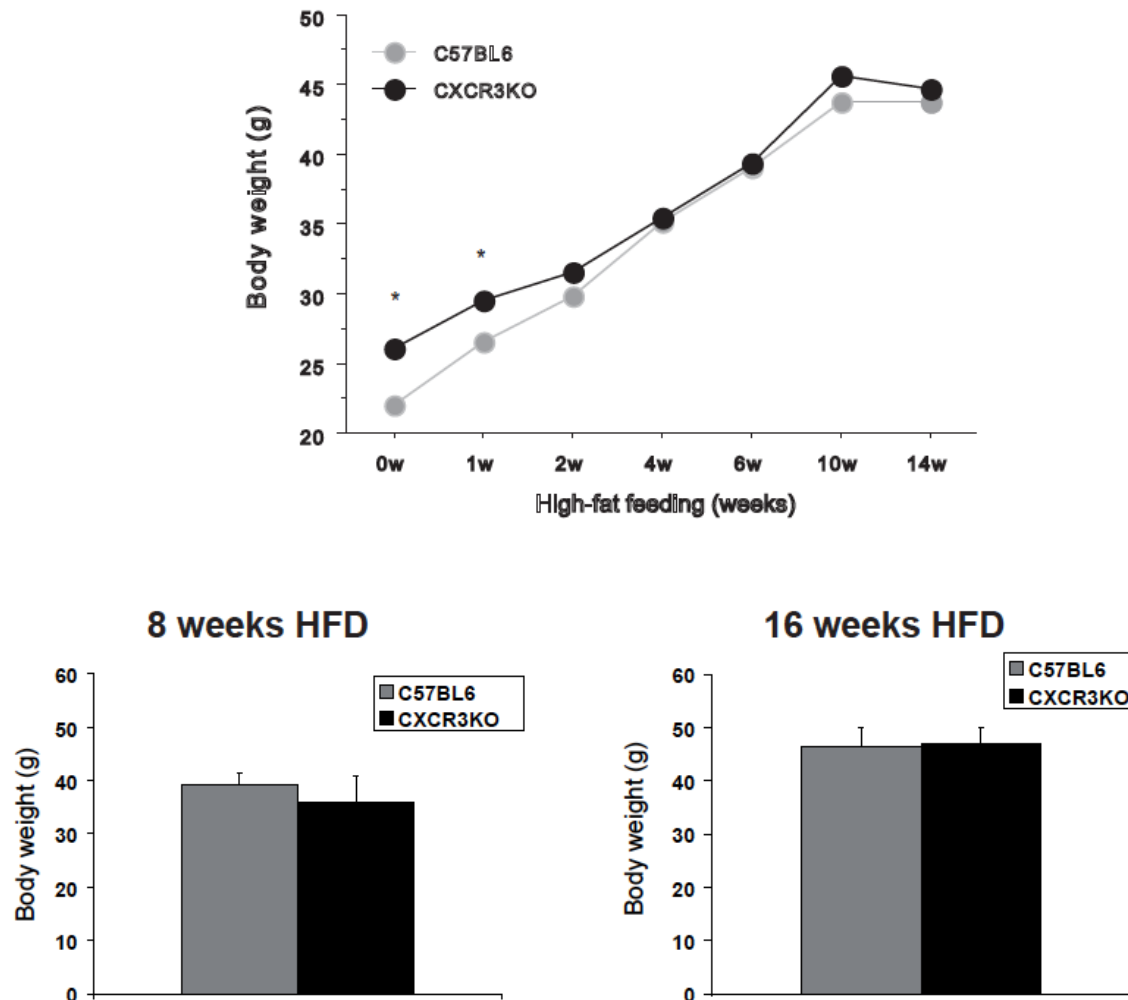 50
C57BL6
CXCR3KO
45
40
35
30
25
20
Body weight (g)
*
*
0w 1w 2w 4w 6w 10w 14w
High-fat feeding (weeks)
8 weeks HFD
60
50
40
30
20
10
0
Body weight (g)
C57BL6
CXCR3KO
16 weeks HFD
60
50
40
30
20
10
0
Body weight (g)
C57BL6
CXCR3KO